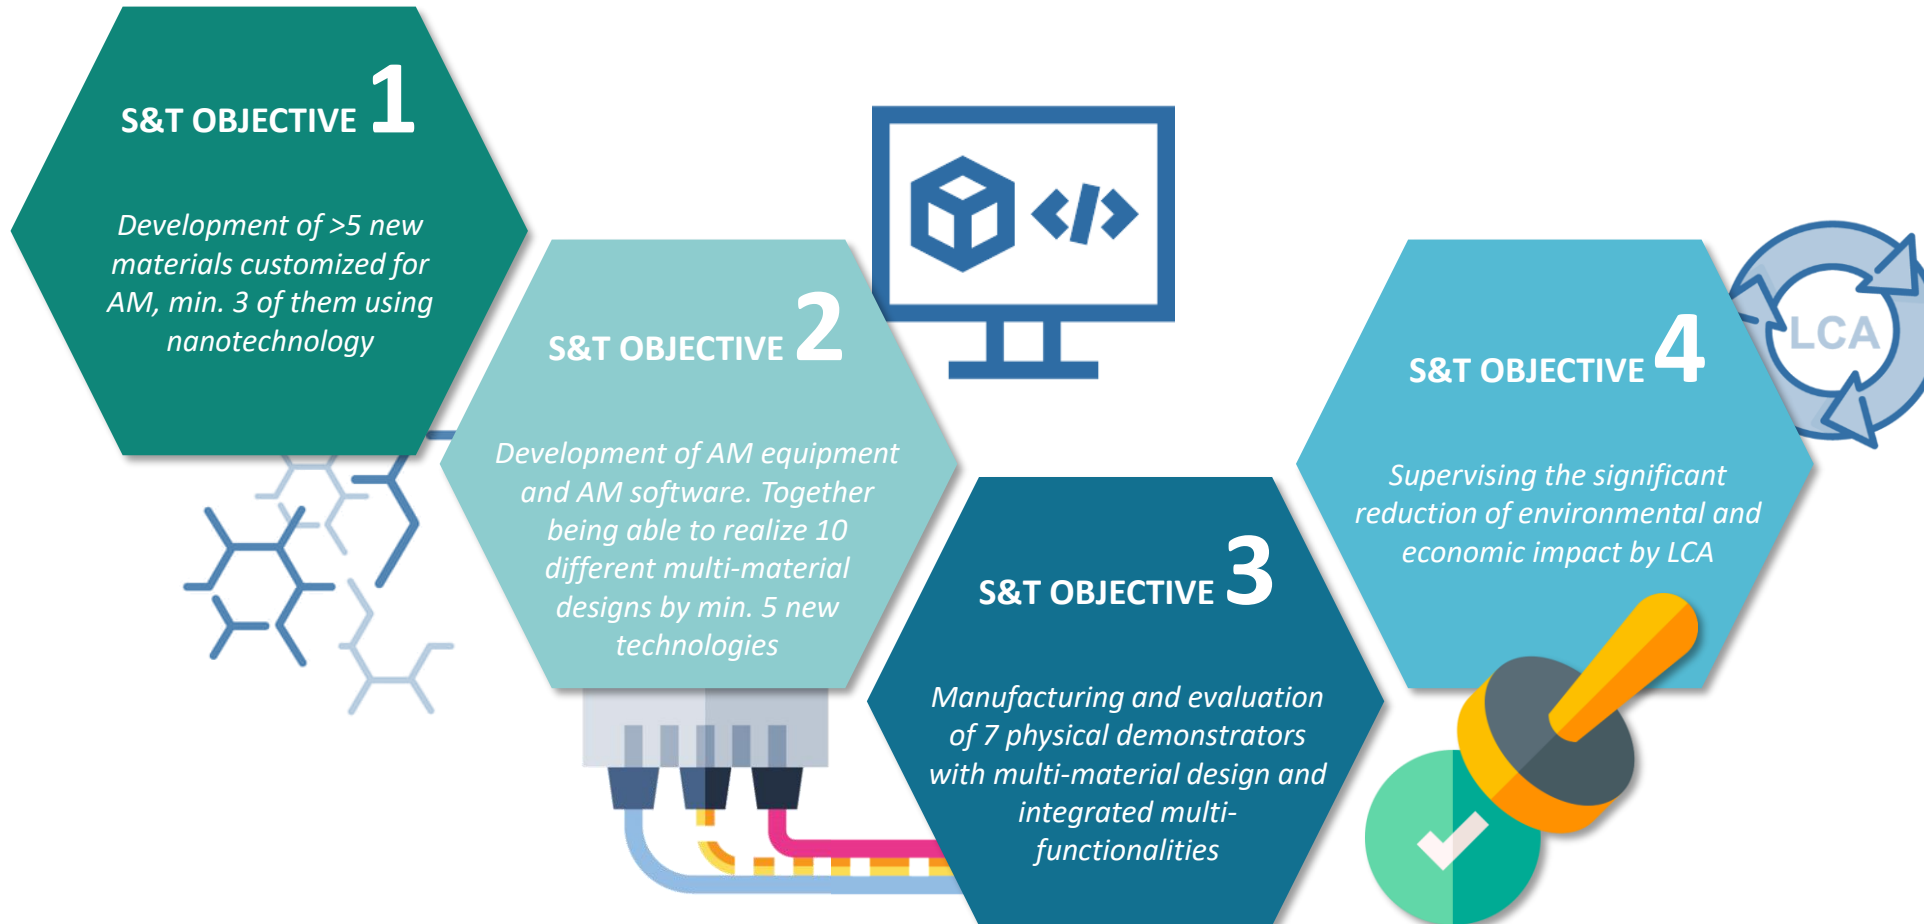 S&T OBJECTIVE 1
Development of >5 new
materials customized for
AM, min. 3 of them using
nanotechnology
S&T OBJECTIVE 2
Development of AM equipment
and AM software. Together
being able to realize 10
different multi-material
designs by min. 5 new
technologies
</>
S&T OBJECTIVE 3
Manufacturing and evaluation
of 7 physical demonstrators
with multi-material design and
integrated multi-
functionalities
S&T OBJECTIVE 4
Supervising the significant
reduction of environmental and
economic impact by LCA
LCA